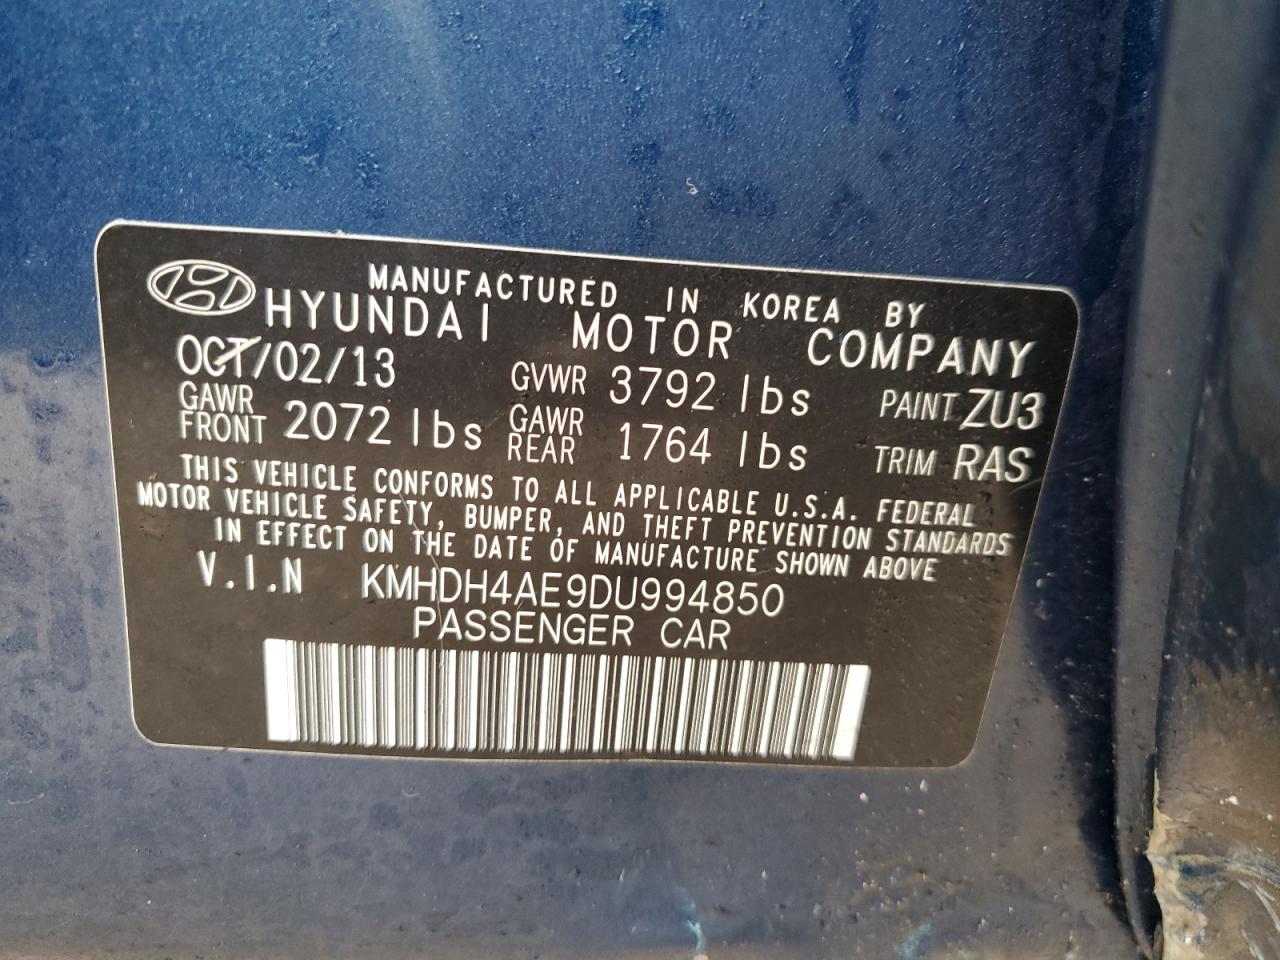 MANUFACTURED IN KOREA BY
HYUNDAI MOTOR COMPANY
OCT/02/13 GVWR 3792 lbs PAINT ZU3
GAWR FRONT 2072 lbs GAWR REAR 1764 lbs TRIM RAS
THIS VEHICLE CONFORMS TO ALL APPLICABLE U.S.A. FEDERAL
MOTOR VEHICLE SAFETY, BUMPER, AND THEFT PREVENTION STANDARDS
IN EFFECT ON THE DATE OF MANUFACTURE SHOWN ABOVE
V.I.N KMHDH4AE9DU994850
PASSENGER CAR